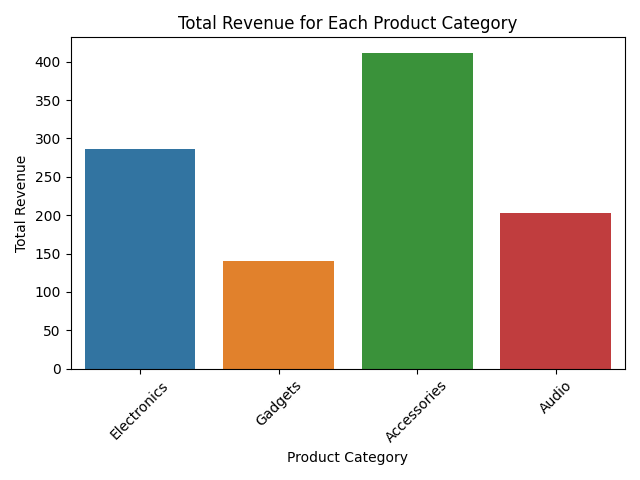 Total Revenue for Each Product Category
400
350
300
250
200
150
100
50
0
Total Revenue
Electronics
Gadgets
Accessories
Audio
Product Category